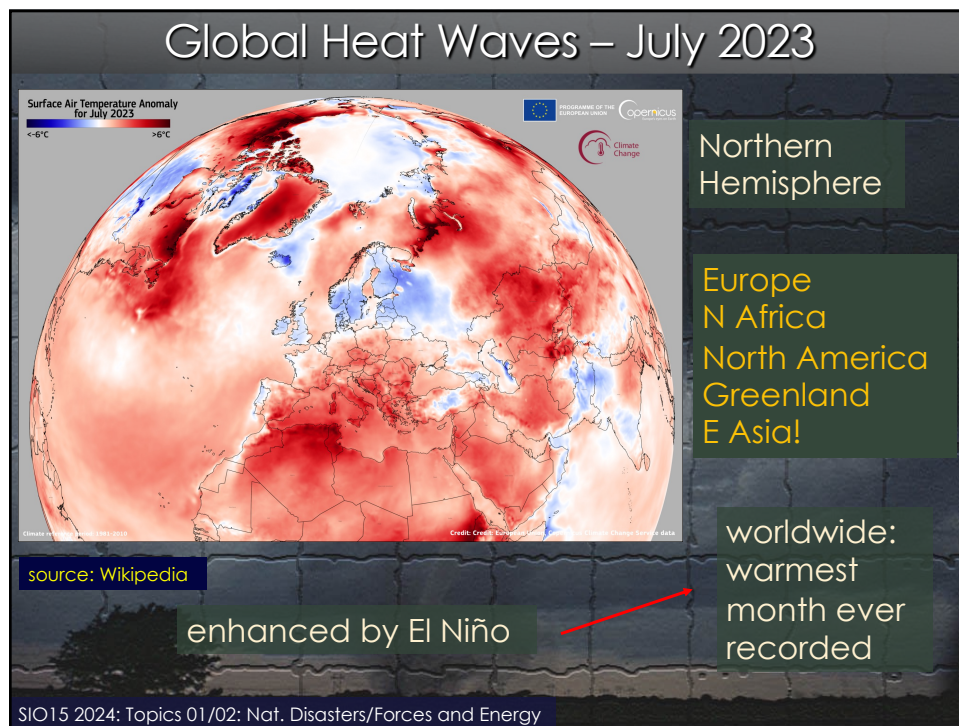 Global Heat Waves – July 2023
Surface Air Temperature Anomaly
for July 2023
<-6°C >6°C
PROGRAMME OF THE
EUROPEAN UNION
Copernicus
Climate
Change
Northern
Hemisphere
Europe
N Africa
North America
Greenland
E Asia!
source: Wikipedia
enhanced by El Niño
worldwide:
warmest
month ever
recorded
SIO15 2024: Topics 01/02: Nat. Disasters/Forces and Energy